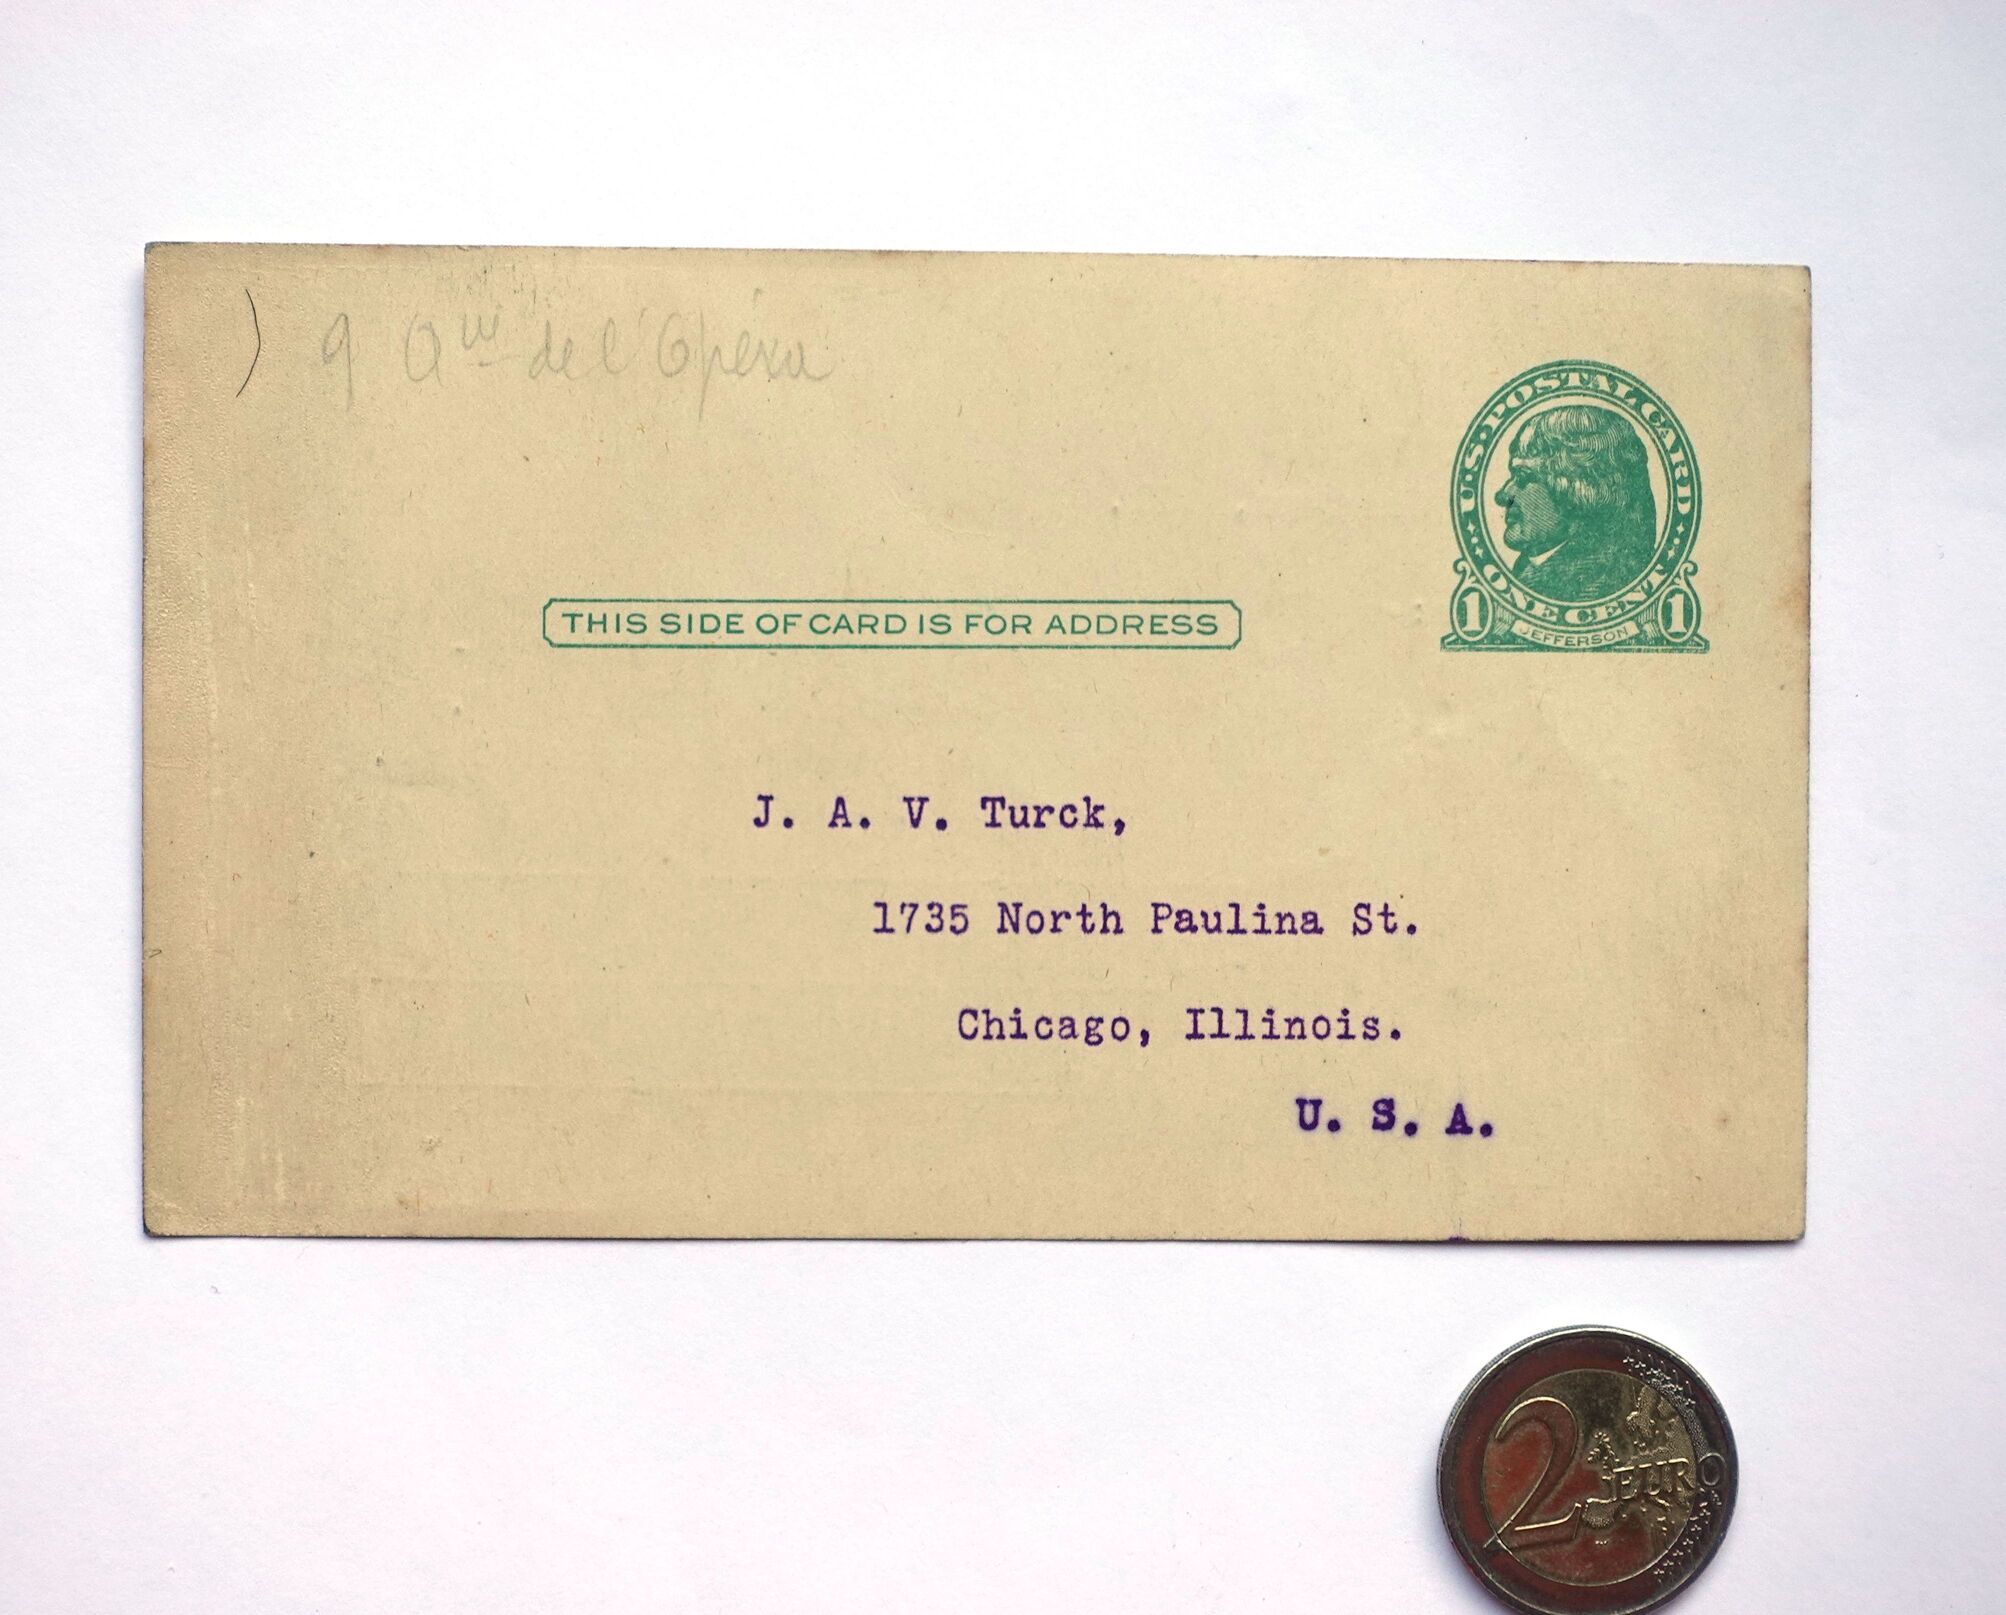 9 Aue de l'Opéra
U.S. POSTAL CARD
ONE CENT
1 JEFFERSON 1
THIS SIDE OF CARD IS FOR ADDRESS
J. A. V. Turck,
1735 North Paulina St.
Chicago, Illinois.
U. S. A.
2 EURO